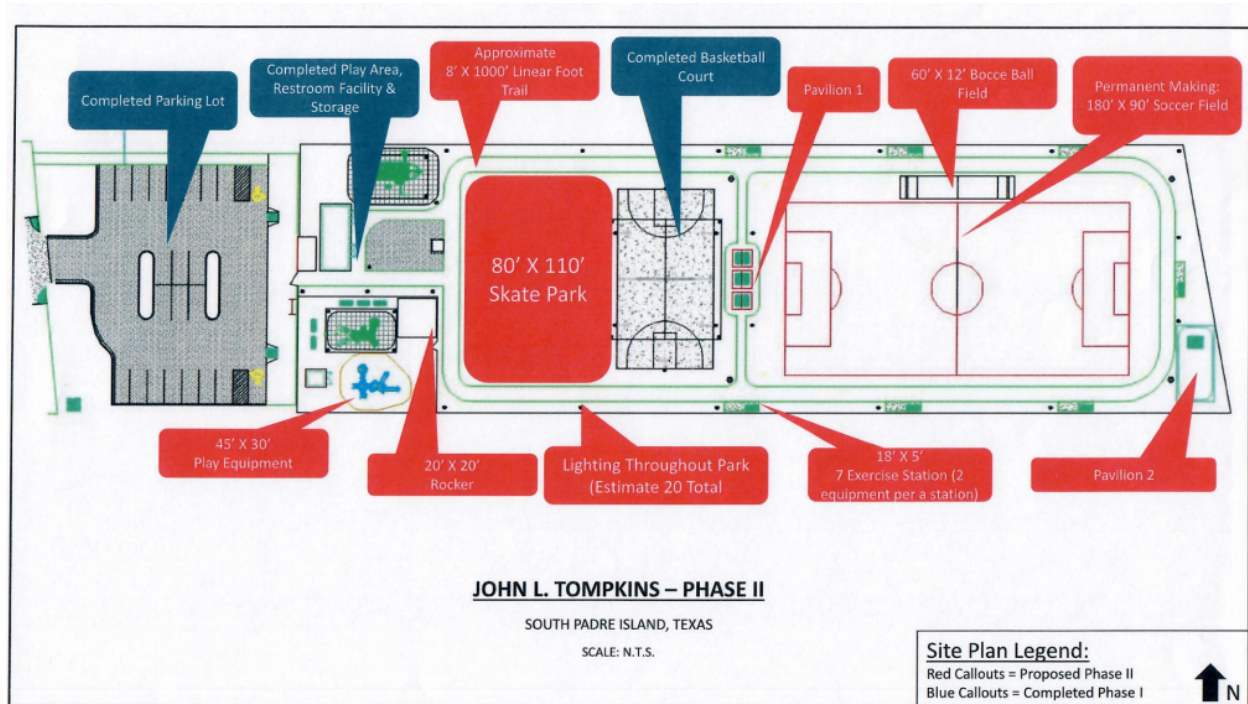 Completed Parking Lot
Completed Play Area,
Restroom Facility &
Storage
Approximate
8' X 1000' Linear Foot
Trail
Completed Basketball
Court
Pavilion 1
60' X 12' Bocce Ball
Field
Permanent Making:
180' X 90' Soccer Field
80' X 110'
Skate Park
45' X 30'
Play Equipment
20' X 20'
Rocker
Lighting Throughout Park
(Estimate 20 Total
18' X 5'
7 Exercise Station (2
equipment per a station)
Pavilion 2
JOHN L. TOMPKINS – PHASE II
SOUTH PADRE ISLAND, TEXAS
SCALE: N.T.S.
Site Plan Legend:
Red Callouts = Proposed Phase II
Blue Callouts = Completed Phase I
N